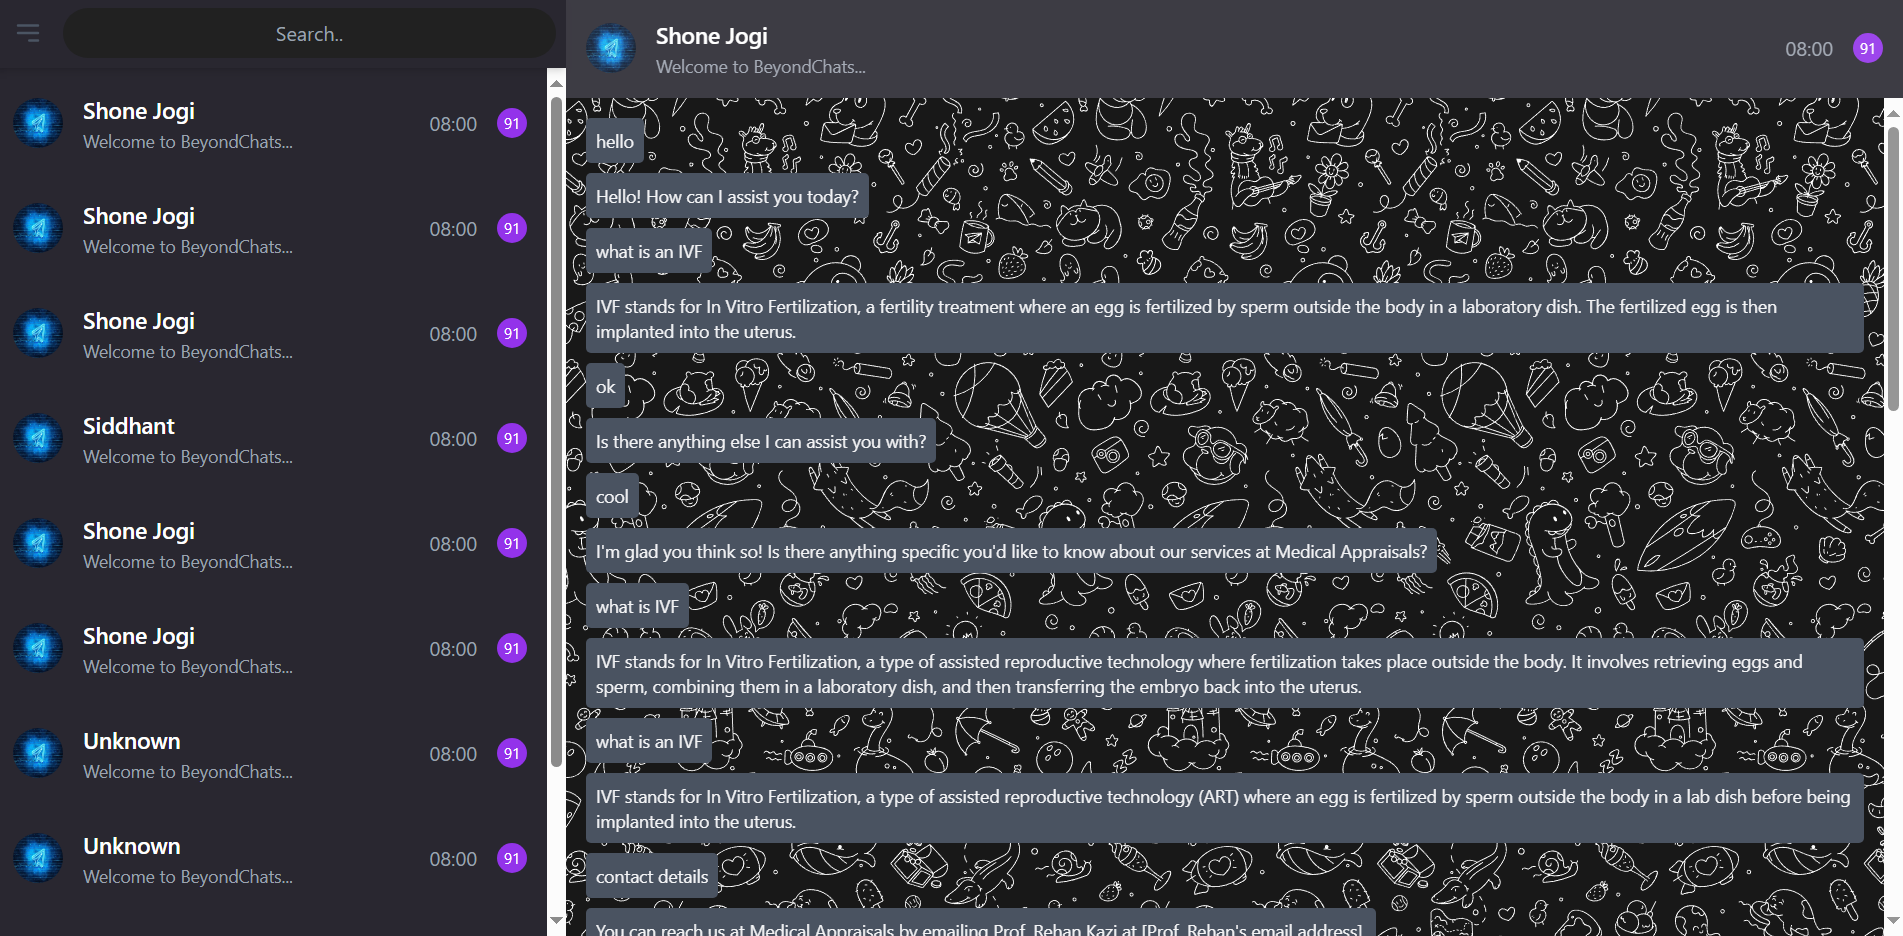 Search..
Shone Jogi
Welcome to BeyondChats...
08:00
91
Shone Jogi
Welcome to BeyondChats...
08:00
91
Shone Jogi
Welcome to BeyondChats...
08:00
91
Siddhant
Welcome to BeyondChats...
08:00
91
Shone Jogi
Welcome to BeyondChats...
08:00
91
Shone Jogi
Welcome to BeyondChats...
08:00
91
Unknown
Welcome to BeyondChats...
08:00
91
Unknown
Welcome to BeyondChats...
08:00
91
Shone Jogi
Welcome to BeyondChats...
08:00
91
hello
Hello! How can I assist you today?
what is an IVF
IVF stands for In Vitro Fertilization, a fertility treatment where an egg is fertilized by sperm outside the body in a laboratory dish. The fertilized egg is then
implanted into the uterus.
ok
Is there anything else I can assist you with?
cool
I'm glad you think so! Is there anything specific you'd like to know about our services at Medical Appraisals?
what is IVF
IVF stands for In Vitro Fertilization, a type of assisted reproductive technology where fertilization takes place outside the body. It involves retrieving eggs and
sperm, combining them in a laboratory dish, and then transferring the embryo back into the uterus.
what is an IVF
IVF stands for In Vitro Fertilization, a type of assisted reproductive technology (ART) where an egg is fertilized by sperm outside the body in a lab dish before being
implanted into the uterus.
contact details
You can reach us at Medical Appraisals by emailing Prof. Rehan Kazi at [Prof. Rehan's email address]